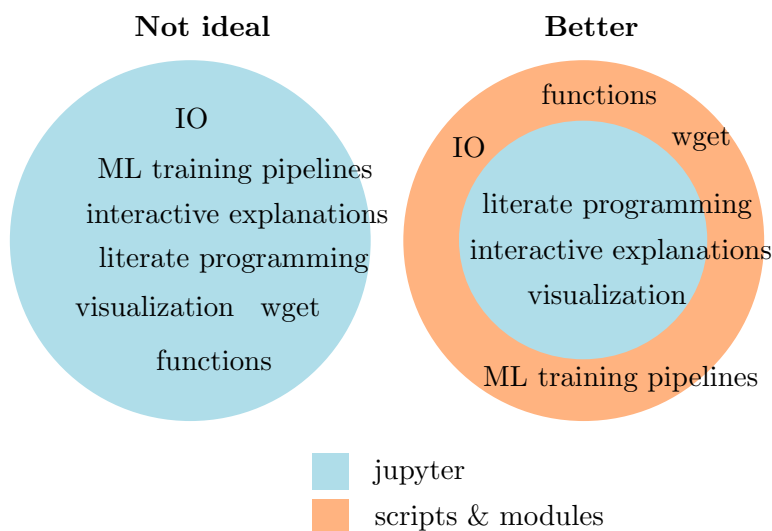 Not ideal
IO
ML training pipelines
interactive explanations
literate programming
visualization wget
functions
Better
functions
wget
IO
literate programming
interactive explanations
visualization
ML training pipelines
jupyter
scripts & modules